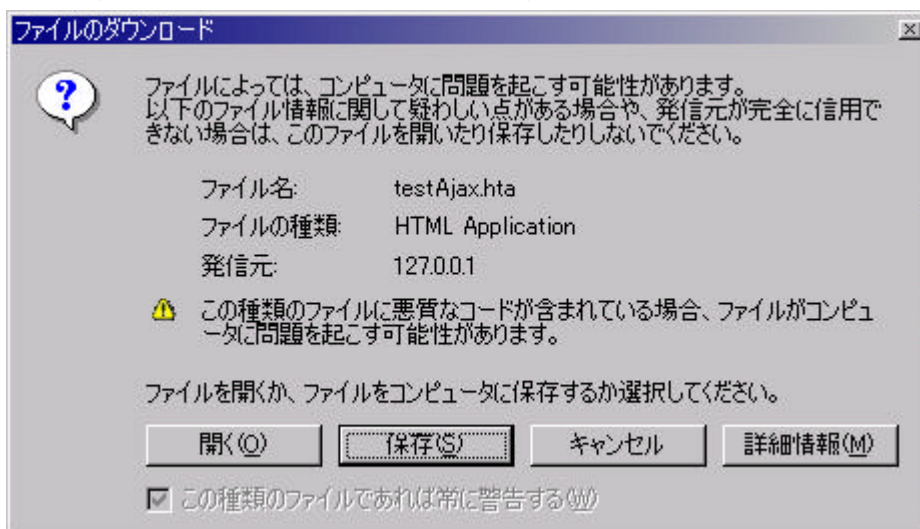 ファイルのダウンロード
ファイルによっては、コンピュータに問題を起こす可能性があります。
以下のファイル情報に関して疑わしい点がある場合や、発信元が完全に信用で
きない場合は、このファイルを開いたり保存したりしないでください。
ファイル名: testAjax.hta
ファイルの種類: HTML Application
発信元: 127.0.0.1
この種類のファイルに悪質なコードが含まれている場合、ファイルがコンピュ
ータに問題を起こす可能性があります。
ファイルを開くか、ファイルをコンピュータに保存するか選択してください。
開く(O) 保存(S) キャンセル 詳細情報(M)
この種類のファイルであれば常に警告する(W)